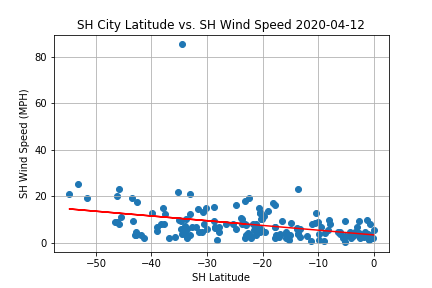 SH City Latitude vs. SH Wind Speed 2020-04-12
SH Wind Speed (MPH)
80
60
40
20
0
−50 −40 −30 −20 −10 0
SH Latitude